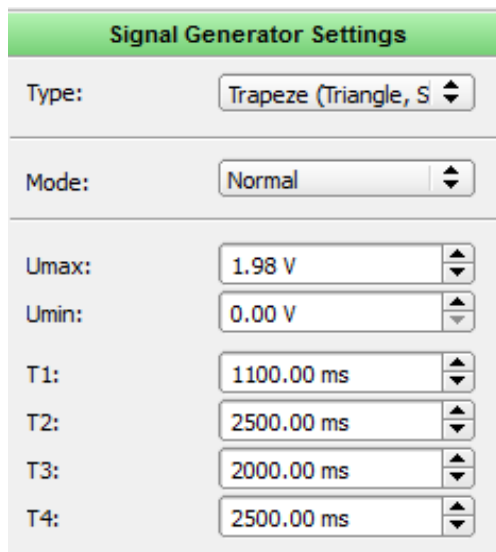 Signal Generator Settings
Type: Trapeze (Triangle, S
Mode: Normal
Umax: 1.98 V
Umin: 0.00 V
T1: 1100.00 ms
T2: 2500.00 ms
T3: 2000.00 ms
T4: 2500.00 ms